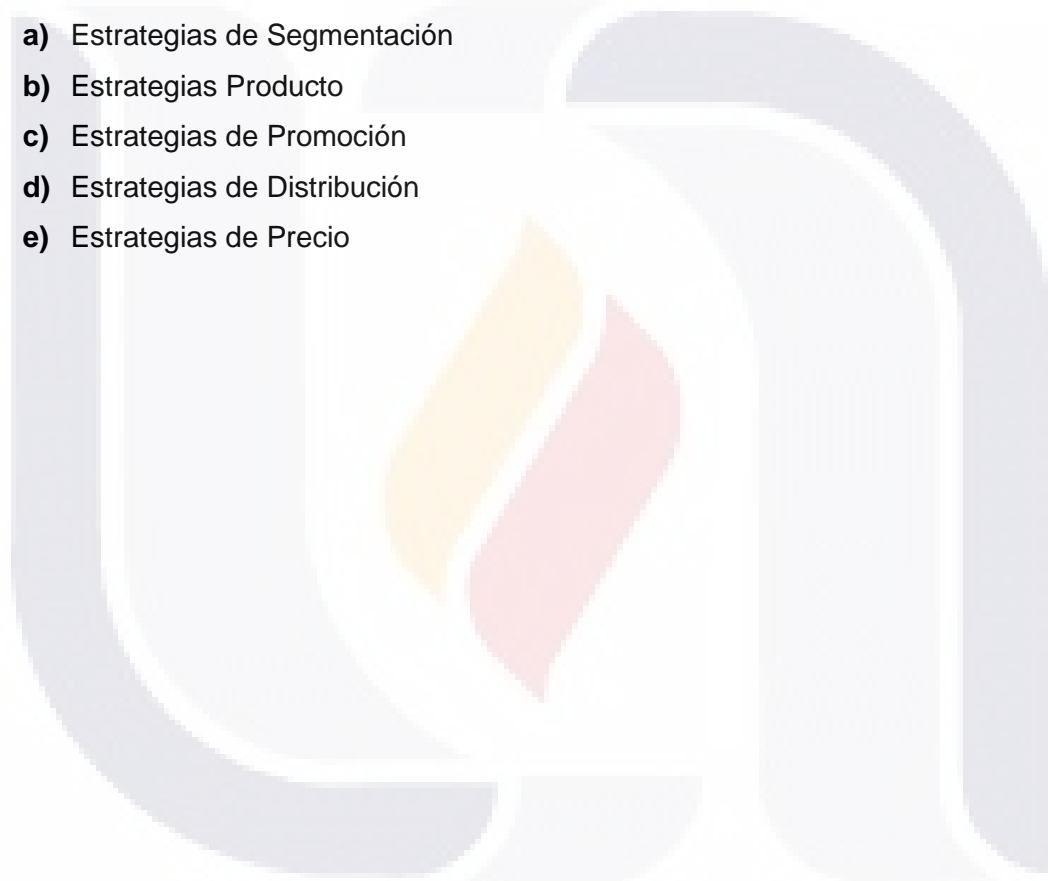 a) Estrategias de Segmentación
b) Estrategias Producto
c) Estrategias de Promoción
d) Estrategias de Distribución
e) Estrategias de Precio